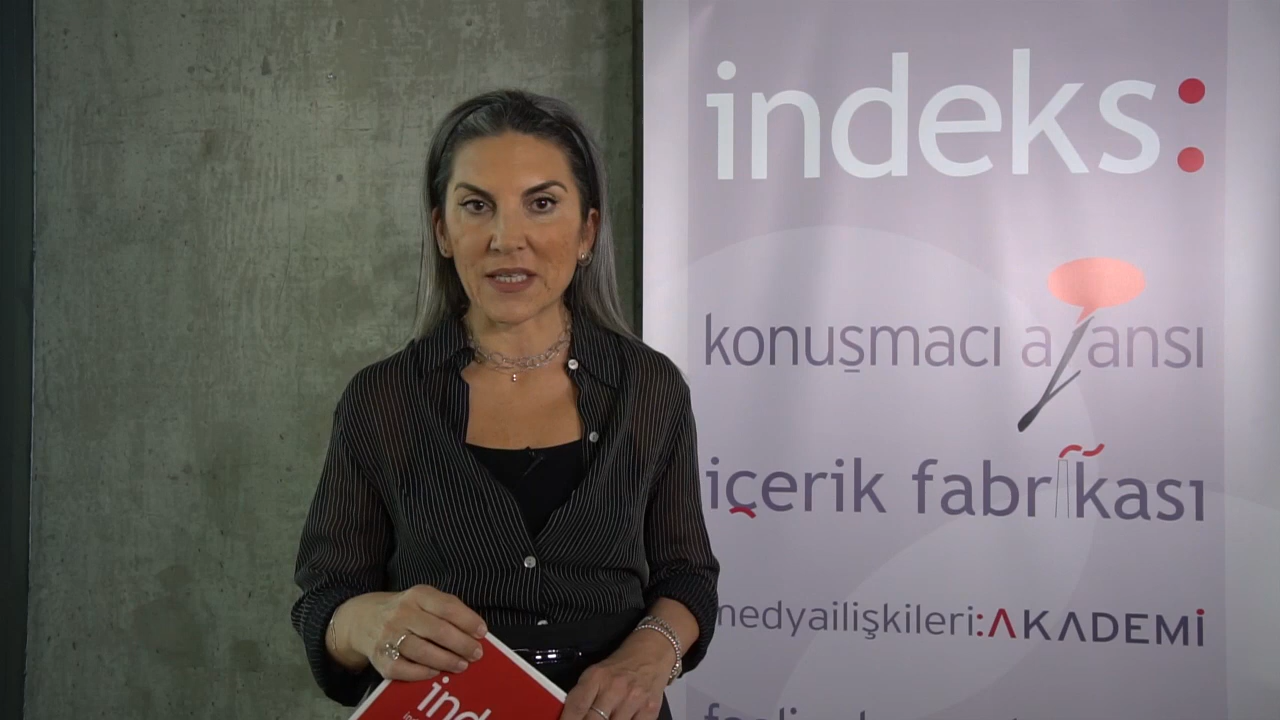 indeks:
konuşmacı ajansı
içerik fabrikası
medyailişkileri:AKADEMİ
ind